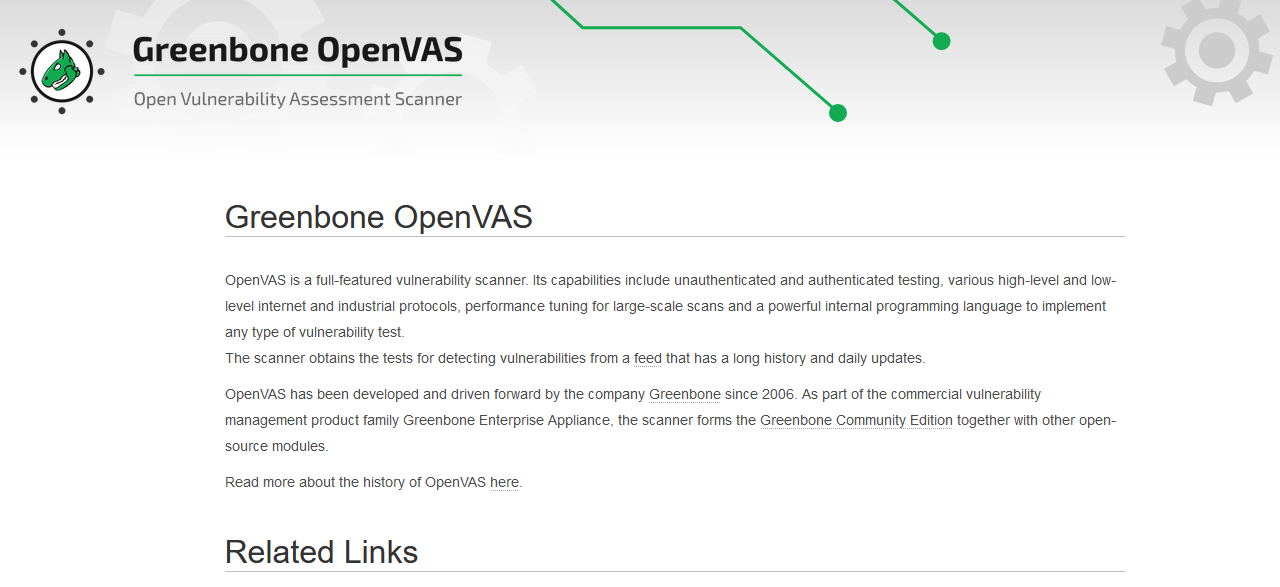 Greenbone OpenVAS
Open Vulnerability Assessment Scanner
Greenbone OpenVAS
OpenVAS is a full-featured vulnerability scanner. Its capabilities include unauthenticated and authenticated testing, various high-level and low-
level internet and industrial protocols, performance tuning for large-scale scans and a powerful internal programming language to implement
any type of vulnerability test.
The scanner obtains the tests for detecting vulnerabilities from a feed that has a long history and daily updates.
OpenVAS has been developed and driven forward by the company Greenbone since 2006. As part of the commercial vulnerability
management product family Greenbone Enterprise Appliance, the scanner forms the Greenbone Community Edition together with other open-
source modules.
Read more about the history of OpenVAS here.
Related Links